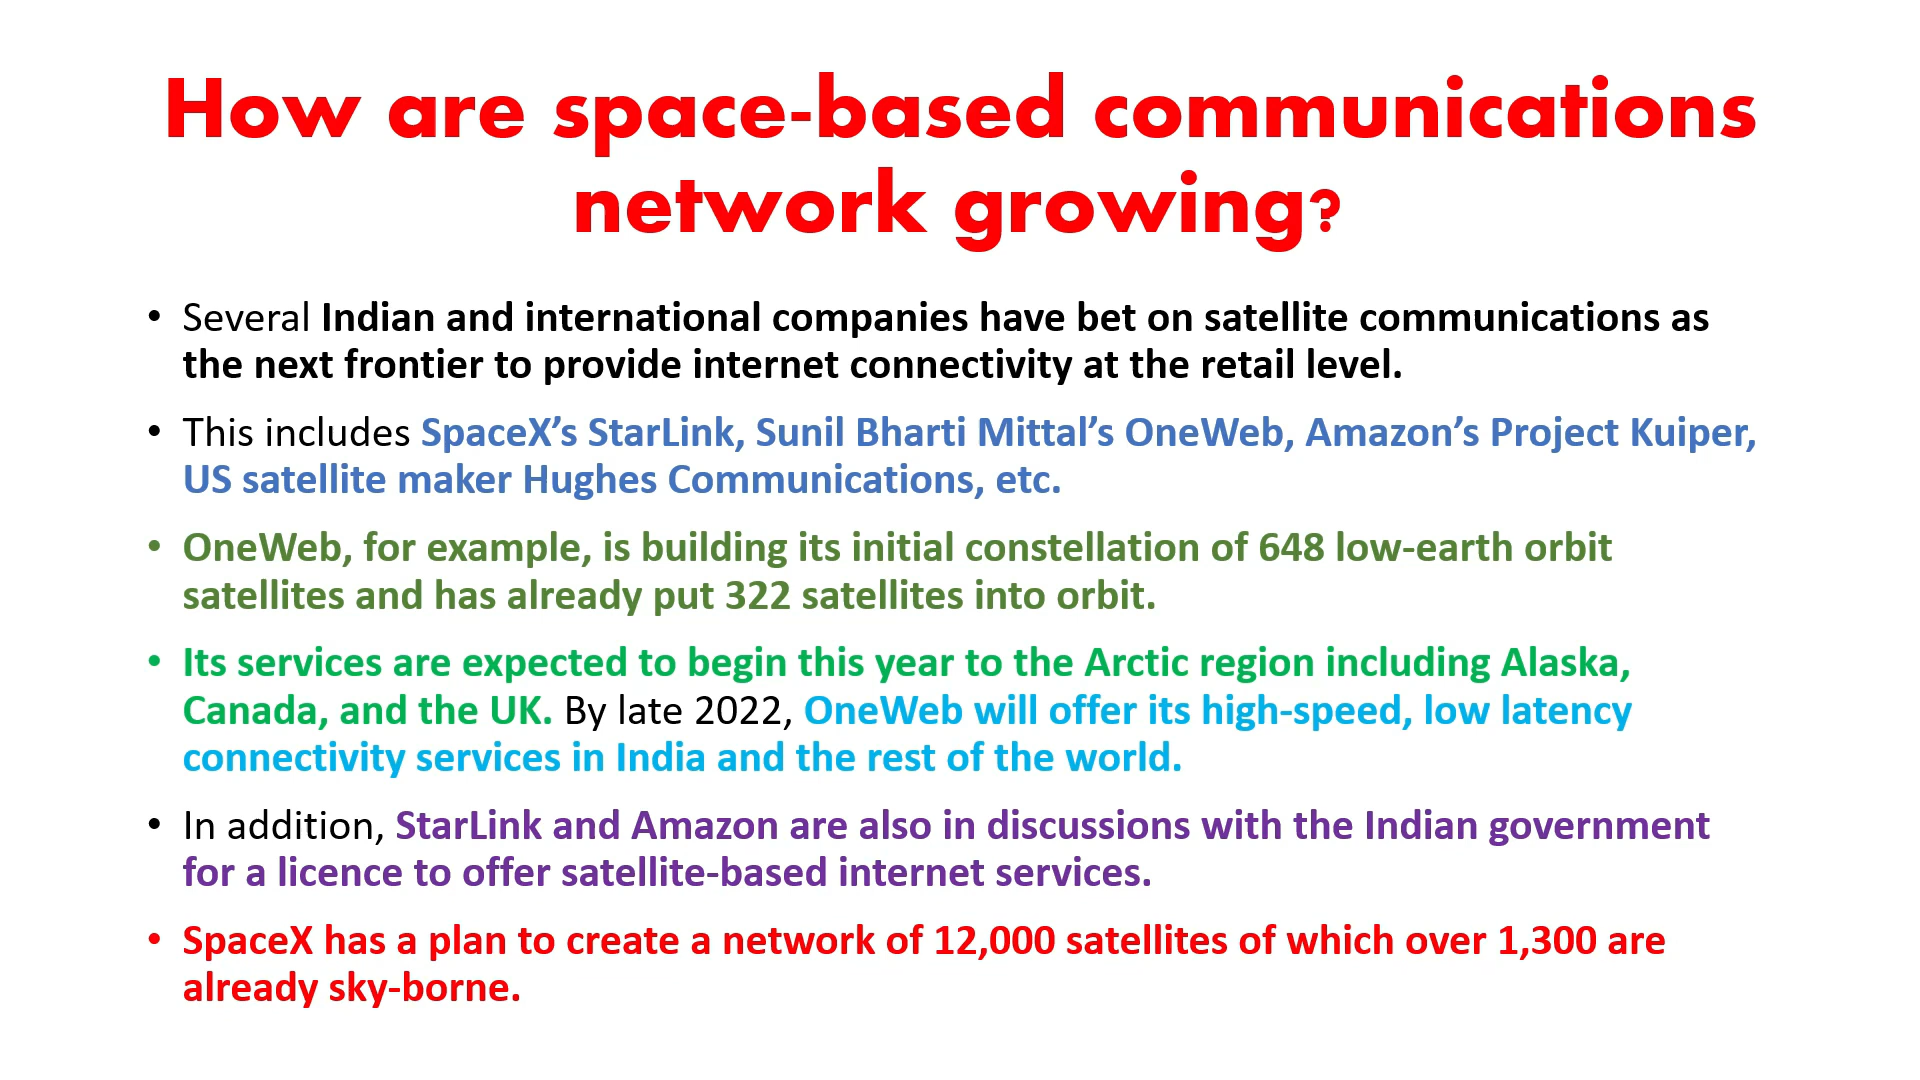 How are space-based communications
network growing?
• Several Indian and international companies have bet on satellite communications as
the next frontier to provide internet connectivity at the retail level.
• This includes SpaceX’s StarLink, Sunil Bharti Mittal’s OneWeb, Amazon’s Project Kuiper,
US satellite maker Hughes Communications, etc.
• OneWeb, for example, is building its initial constellation of 648 low-earth orbit
satellites and has already put 322 satellites into orbit.
• Its services are expected to begin this year to the Arctic region including Alaska,
Canada, and the UK. By late 2022, OneWeb will offer its high-speed, low latency
connectivity services in India and the rest of the world.
• In addition, StarLink and Amazon are also in discussions with the Indian government
for a licence to offer satellite-based internet services.
• SpaceX has a plan to create a network of 12,000 satellites of which over 1,300 are
already sky-borne.